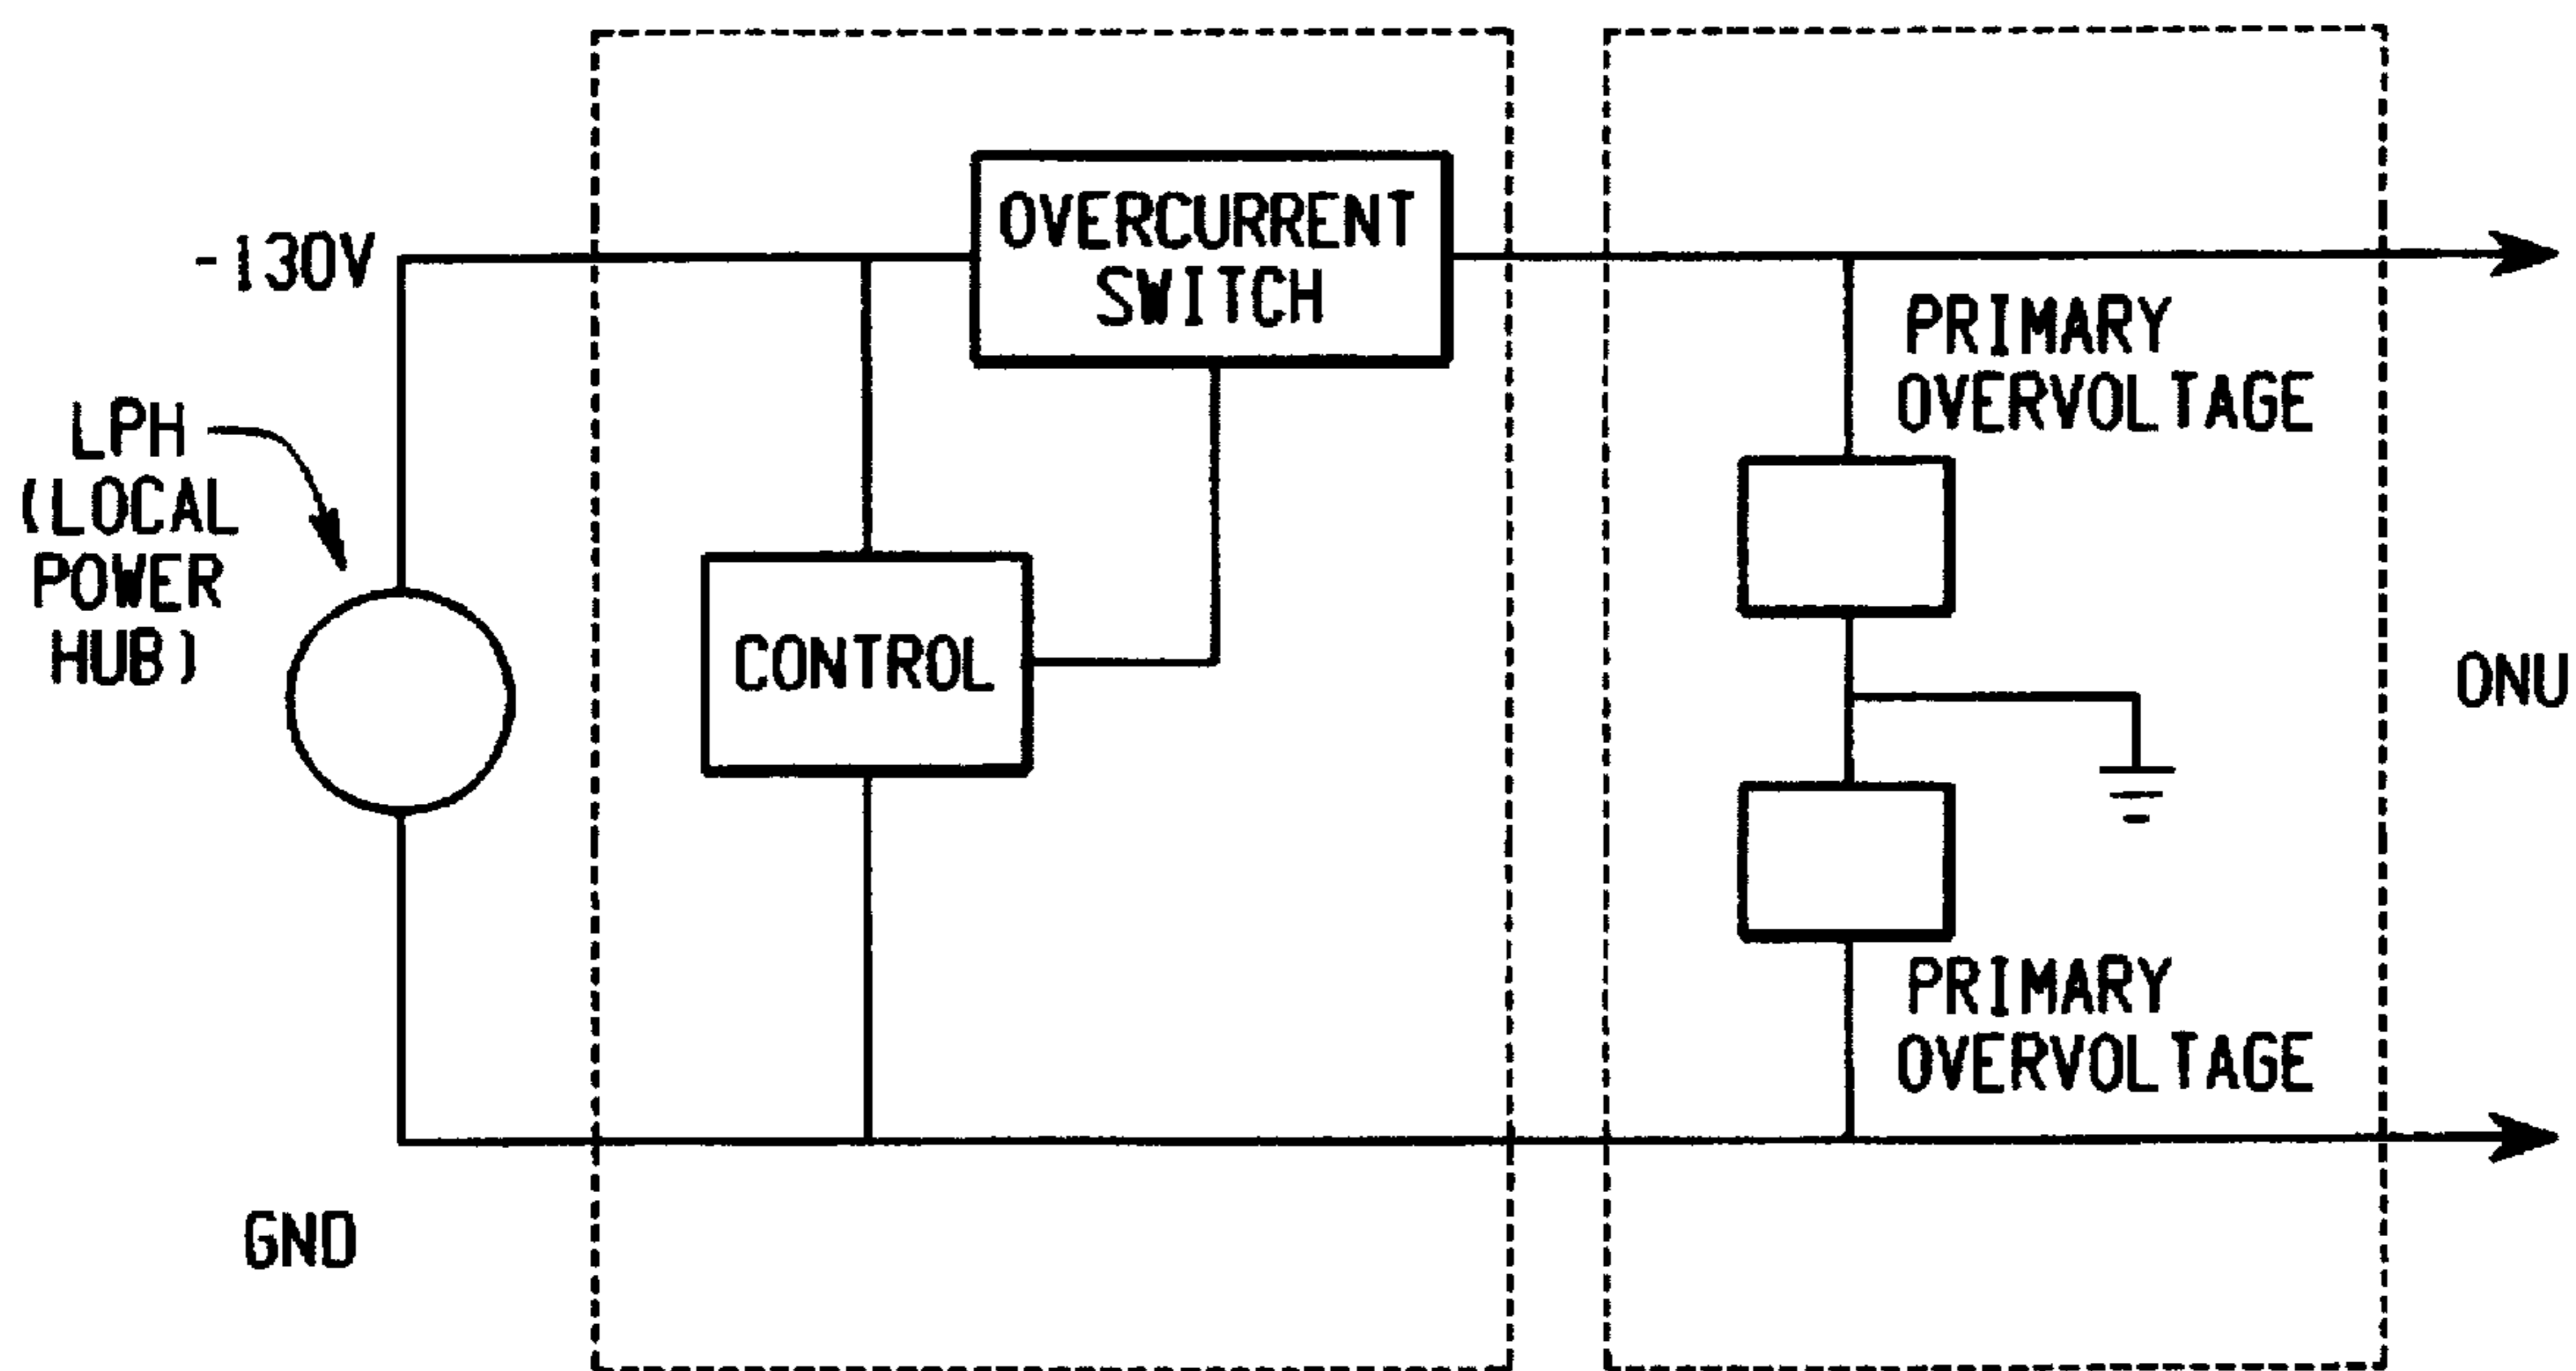 -130V
LPH
(LOCAL
POWER
HUB)
GND
OVERCURRENT
SWITCH
CONTROL
PRIMARY
OVERVOLTAGE
PRIMARY
OVERVOLTAGE
ONU